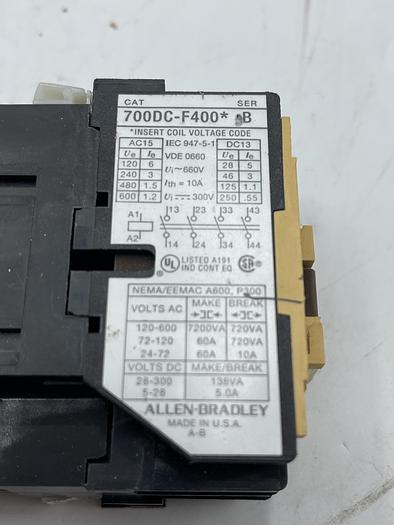 CAT SER
700DC-F400* B
*INSERT COIL VOLTAGE CODE
AC15 IEC 947-5-1 DC13
Ue Ie VDE 0660 Ue Ie
120 6 Ui~660V 28 5
240 3 46 3
480 1.5 Ith = 10A 125 1.1
600 1.2 Ui⎓300V 250 .55
A1 13 23 33 43
A2 14 24 34 44
UL LISTED A191 IND CONT EQ. SA
NEMA/EEMAC A600, P300
VOLTS AC MAKE BREAK
120-600 7200VA 720VA
72-120 60A 720VA
24-72 60A 10A
VOLTS DC MAKE/BREAK
28-300 138VA
5-28 5.0A
ALLEN-BRADLEY
MADE IN U.S.A.
A-B